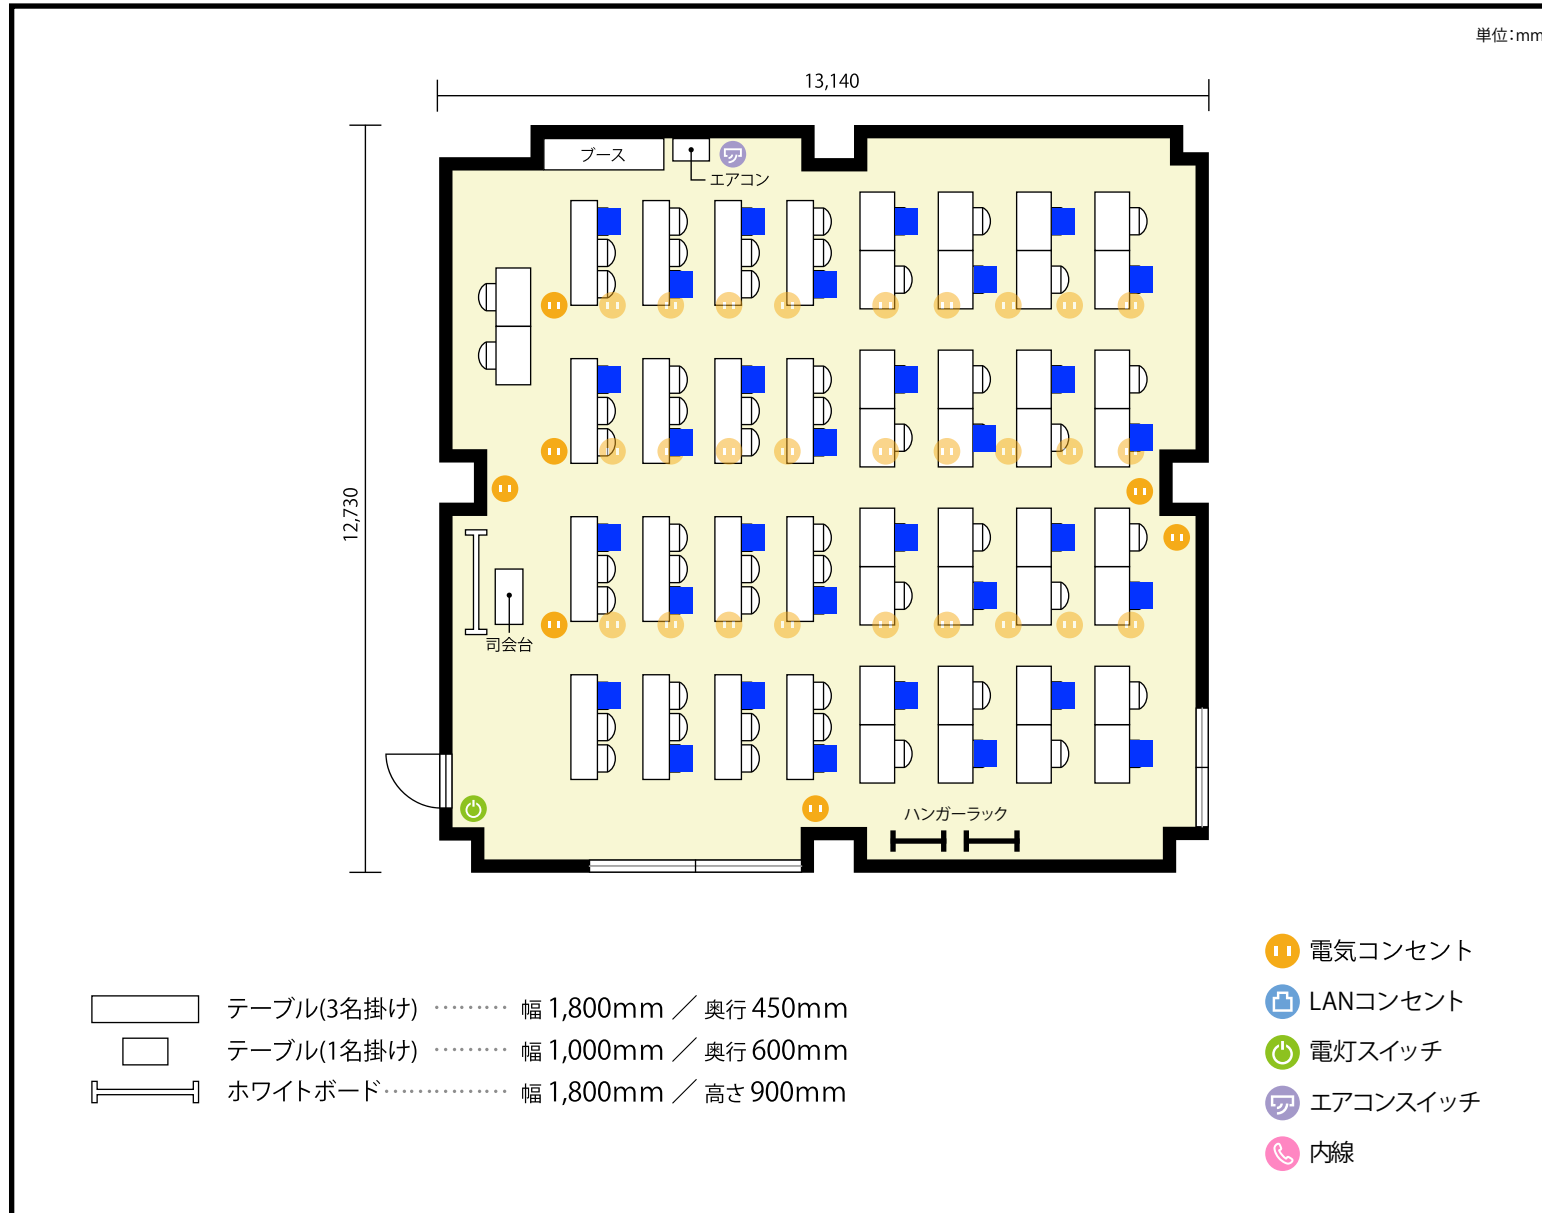 単位：mm
13,140
ブース
エアコン
12,730
司会台
ハンガーラック
テーブル(3名掛け) ········· 幅 1,800mm ／ 奥行 450mm
テーブル(1名掛け) ········· 幅 1,000mm ／ 奥行 600mm
ホワイトボード ··············· 幅 1,800mm ／ 高さ 900mm
電気コンセント
LANコンセント
電灯スイッチ
エアコンスイッチ
内線